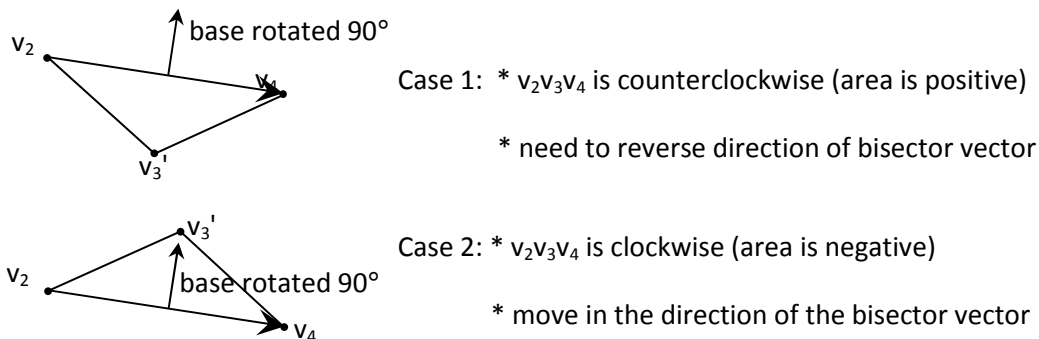 base rotated 90°
v₂
v₄
Case 1: * v₂v₃v₄ is counterclockwise (area is positive)
* need to reverse direction of bisector vector
v₃'
v₃'
Case 2: * v₂v₃v₄ is clockwise (area is negative)
v₂
base rotated 90°
* move in the direction of the bisector vector
v₄